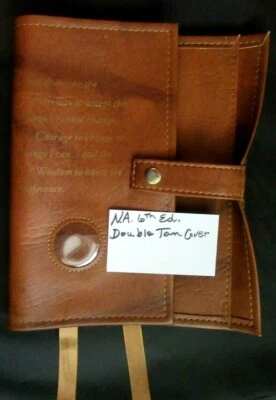 me the
to accept the
I cannot change
Courage to change the
I can and the
Wisdom to know the
difference.
N.A. 6th Ed.
Double Tan Cover